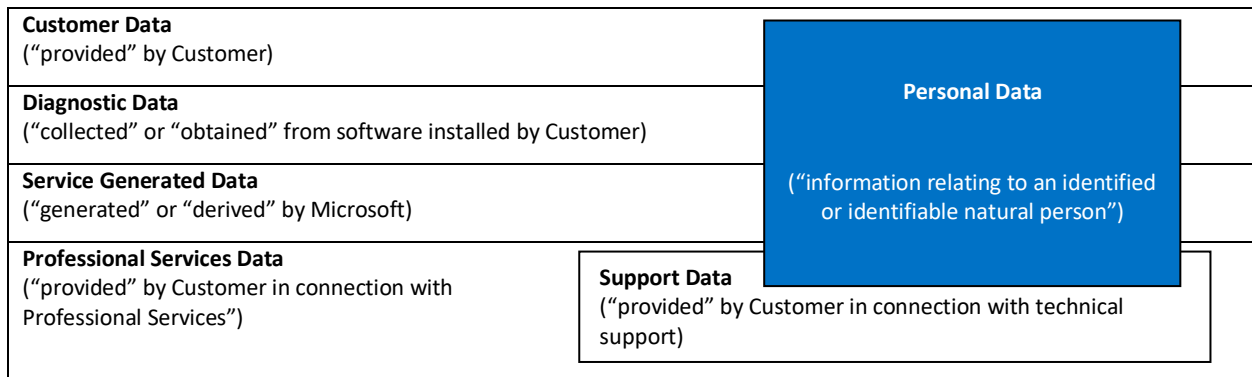 Customer Data
(“provided” by Customer)
Diagnostic Data
(“collected” or “obtained” from software installed by Customer)
Service Generated Data
(“generated” or “derived” by Microsoft)
Professional Services Data
(“provided” by Customer in connection with
Professional Services”)
Support Data
(“provided” by Customer in connection with technical
support)
Personal Data
(“information relating to an identified
or identifiable natural person”)